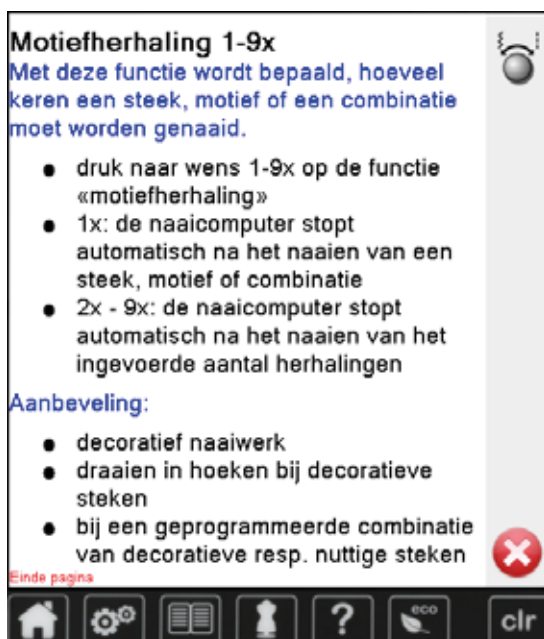 Motiefherhaling 1-9x
Met deze functie wordt bepaald, hoeveel
keren een steek, motief of een combinatie
moet worden genaaid.
● druk naar wens 1-9x op de functie
«motiefherhaling»
● 1x: de naaicomputer stopt
automatisch na het naaien van een
steek, motief of combinatie
● 2x - 9x: de naaicomputer stopt
automatisch na het naaien van het
ingevoerde aantal herhalingen
Aanbeveling:
● decoratief naaiwerk
● draaien in hoeken bij decoratieve
steken
● bij een geprogrammeerde combinatie
van decoratieve resp. nuttige steken
Einde pagina
? eco clr